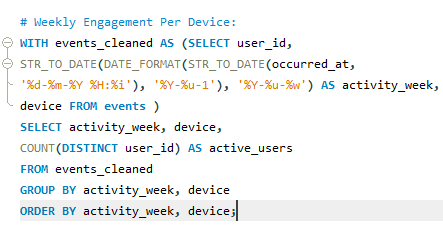 # Weekly Engagement Per Device:
WITH events_cleaned AS (SELECT user_id,
STR_TO_DATE(DATE_FORMAT(STR_TO_DATE(occurred_at,
'%d-%m-%Y %H:%i'), '%Y-%u-1'), '%Y-%u-%w') AS activity_week,
device FROM events )
SELECT activity_week, device,
COUNT(DISTINCT user_id) AS active_users
FROM events_cleaned
GROUP BY activity_week, device
ORDER BY activity_week, device;